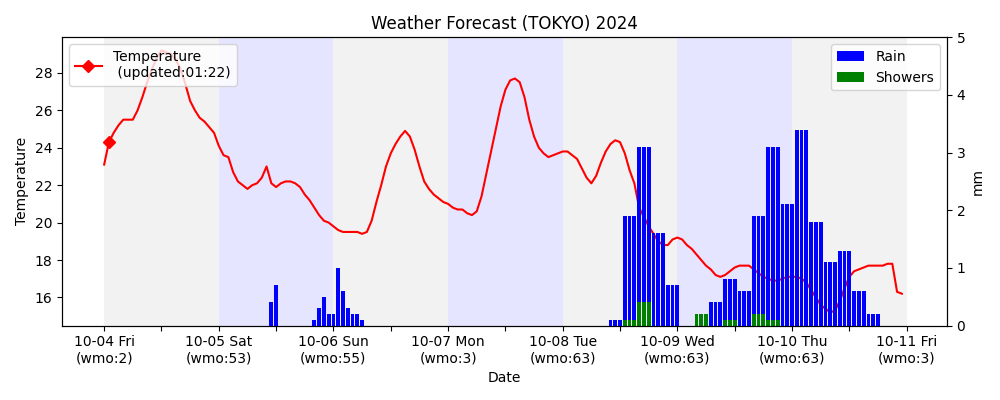 Weather Forecast (TOKYO) 2024
Temperature
(updated:01:22)
Rain
Showers
Temperature
28
26
24
22
20
18
16
5
4
3
2
1
0
mm
10-04 Fri
(wmo:2)
10-05 Sat
(wmo:53)
10-06 Sun
(wmo:55)
10-07 Mon
(wmo:3)
10-08 Tue
(wmo:63)
10-09 Wed
(wmo:63)
10-10 Thu
(wmo:63)
10-11 Fri
(wmo:3)
Date